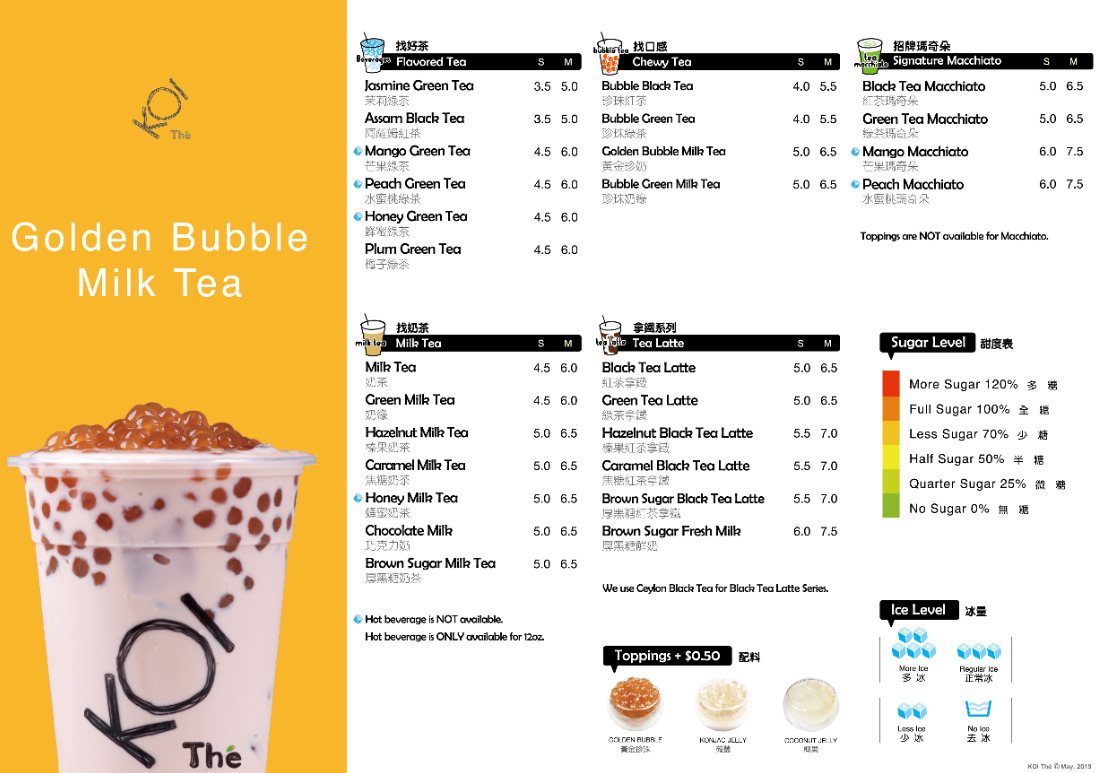 KOI
Thé
Golden Bubble
Milk Tea
KOI
Thé
找好茶
Beverages
Flavored Tea S M
Jasmine Green Tea 3.5 5.0
茉莉綠茶
Assam Black Tea 3.5 5.0
阿薩姆紅茶
Mango Green Tea 4.5 6.0
芒果綠茶
Peach Green Tea 4.5 6.0
水蜜桃綠茶
Honey Green Tea 4.5 6.0
蜂蜜綠茶
Plum Green Tea 4.5 6.0
梅子綠茶
找口感
bubble tea
Chewy Tea S M
Bubble Black Tea 4.0 5.5
珍珠紅茶
Bubble Green Tea 4.0 5.5
珍珠綠茶
Golden Bubble Milk Tea 5.0 6.5
黃金珍奶
Bubble Green Milk Tea 5.0 6.5
珍珠奶綠
招牌瑪奇朵
tea
macchiato
Signature Macchiato S M
Black Tea Macchiato 5.0 6.5
紅茶瑪奇朵
Green Tea Macchiato 5.0 6.5
綠茶瑪奇朵
Mango Macchiato 6.0 7.5
芒果瑪奇朵
Peach Macchiato 6.0 7.5
水蜜桃瑪奇朵
Toppings are NOT available for Macchiato.
找奶茶
milk tea
Milk Tea S M
Milk Tea 4.5 6.0
奶茶
Green Milk Tea 4.5 6.0
奶綠
Hazelnut Milk Tea 5.0 6.5
榛果奶茶
Caramel Milk Tea 5.0 6.5
焦糖奶茶
Honey Milk Tea 5.0 6.5
蜂蜜奶茶
Chocolate Milk 5.0 6.5
巧克力奶
Brown Sugar Milk Tea 5.0 6.5
厚黑糖奶茶
Hot beverage is NOT available.
Hot beverage is ONLY available for 12oz.
拿鐵系列
tea latte
Tea Latte S M
Black Tea Latte 5.0 6.5
紅茶拿鐵
Green Tea Latte 5.0 6.5
綠茶拿鐵
Hazelnut Black Tea Latte 5.5 7.0
榛果紅茶拿鐵
Caramel Black Tea Latte 5.5 7.0
焦糖紅茶拿鐵
Brown Sugar Black Tea Latte 5.5 7.0
厚黑糖紅茶拿鐵
Brown Sugar Fresh Milk 6.0 7.5
厚黑糖鮮奶
We use Ceylon Black Tea for Black Tea Latte Series.
Toppings + $0.50 配料
GOLDEN BUBBLE
黃金珍珠
KONJAC JELLY
蒟蒻
COCONUT JELLY
椰果
Sugar Level 甜度表
More Sugar 120% 多 糖
Full Sugar 100% 全 糖
Less Sugar 70% 少 糖
Half Sugar 50% 半 糖
Quarter Sugar 25% 微 糖
No Sugar 0% 無 糖
Ice Level 冰量
More Ice
多 冰
Regular Ice
正常冰
Less Ice
少 冰
No Ice
去 冰
KOI Thé ©May. 2019